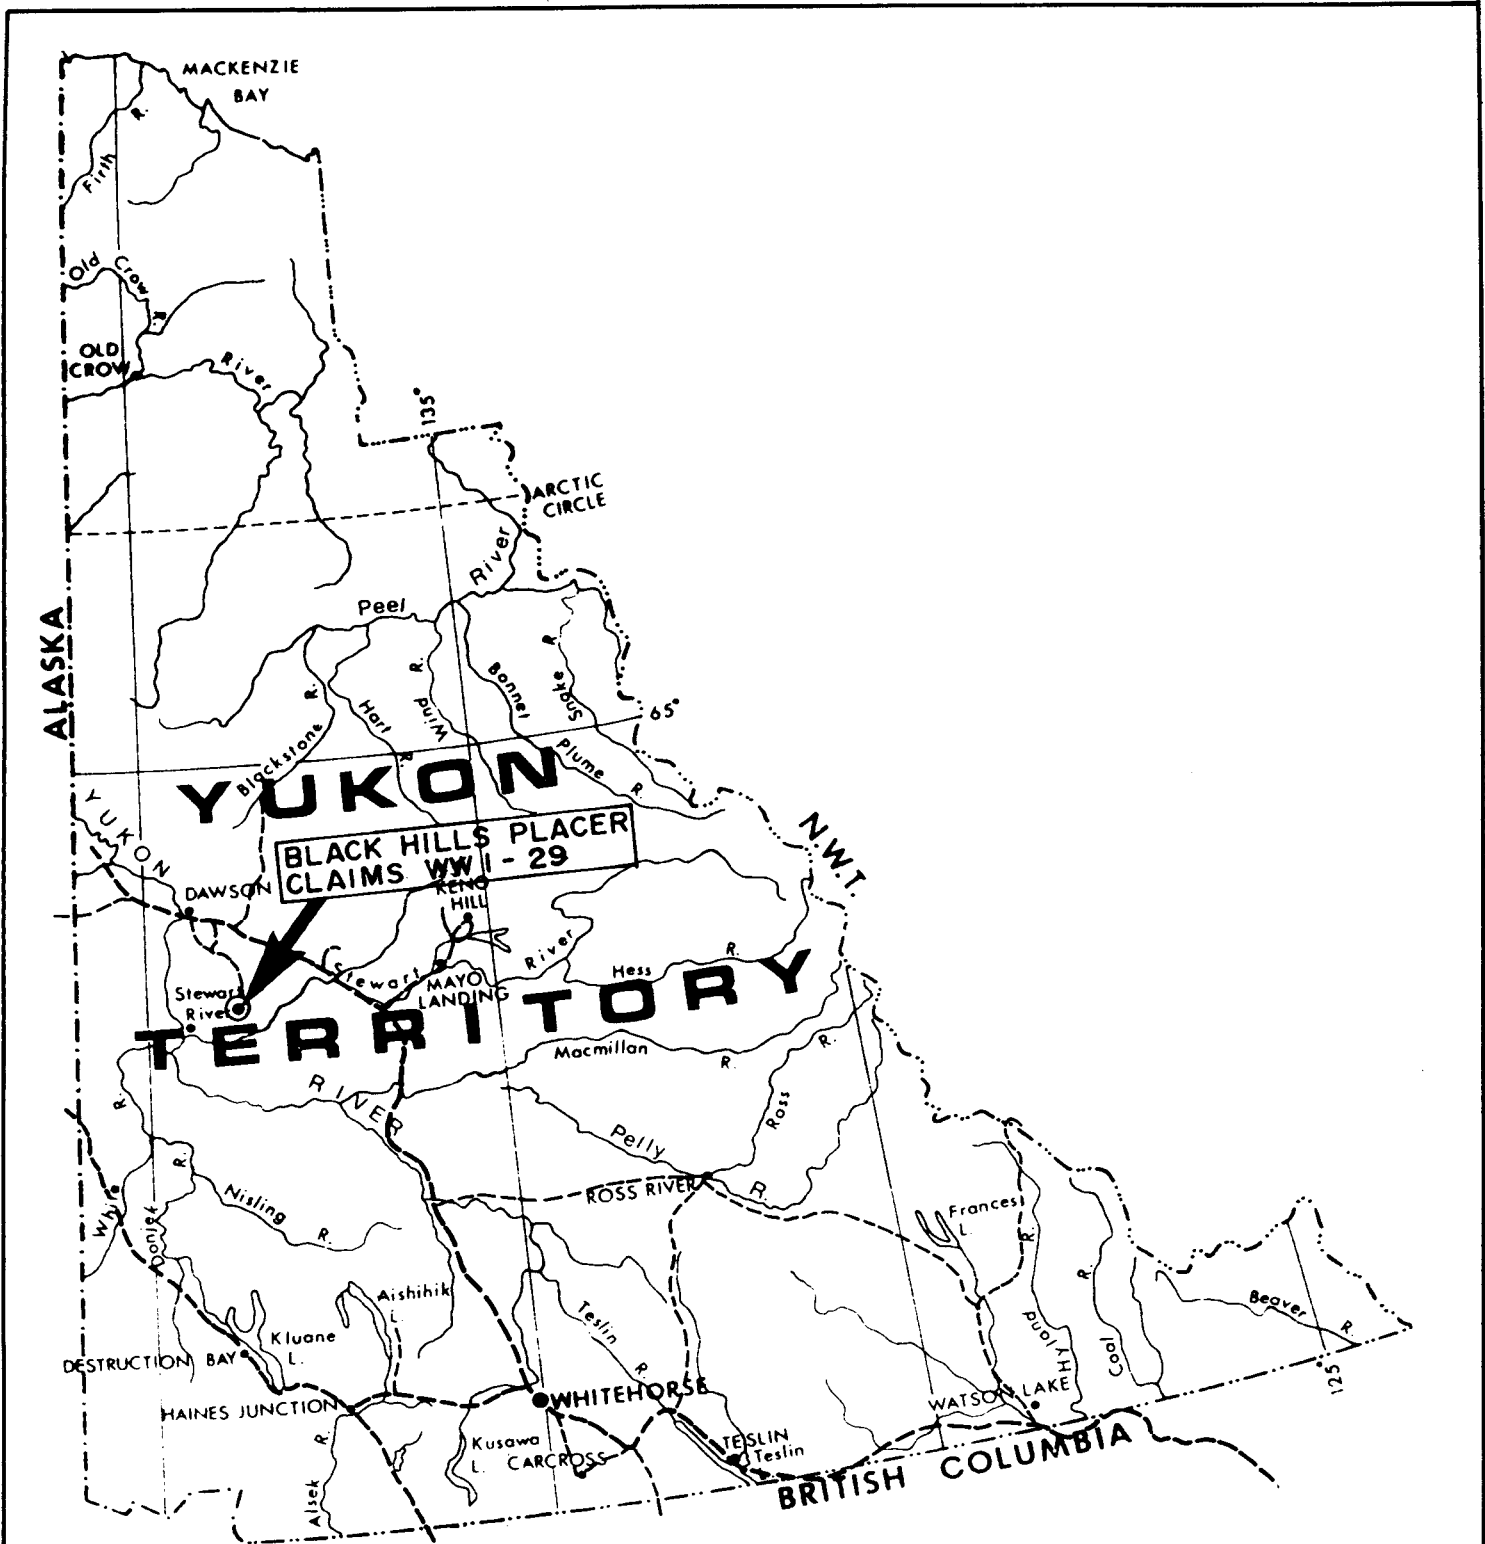 MACKENZIE
BAY
Firth R.
Old Crow R.
OLD
CROW
River
135°
ARCTIC
CIRCLE
River
Peel
ALASKA
Blackstone R.
Hart R.
Wind R.
Bonnet Plume R.
Snake R.
65°
YUKON
YUKON
BLACK HILLS PLACER
CLAIMS WW 1 - 29
N.W.T.
DAWSON
KENO
HILL
Stewart River
MAYO
LANDING
Hess R.
Stewart
River
TERRITORY
Macmillan R.
RIVER
Ross R.
Pelly R.
ROSS RIVER
White R.
Donjek R.
Nisling R.
Frances
L.
Aishihik
L.
Teslin R.
Kluane
L.
DESTRUCTION BAY
Hyland R.
Coal R.
Beaver R.
125°
HAINES JUNCTION
WHITEHORSE
WATSON LAKE
Kusawa
L.
CARCROSS
TESLIN
Teslin
Alsek R.
BRITISH COLUMBIA